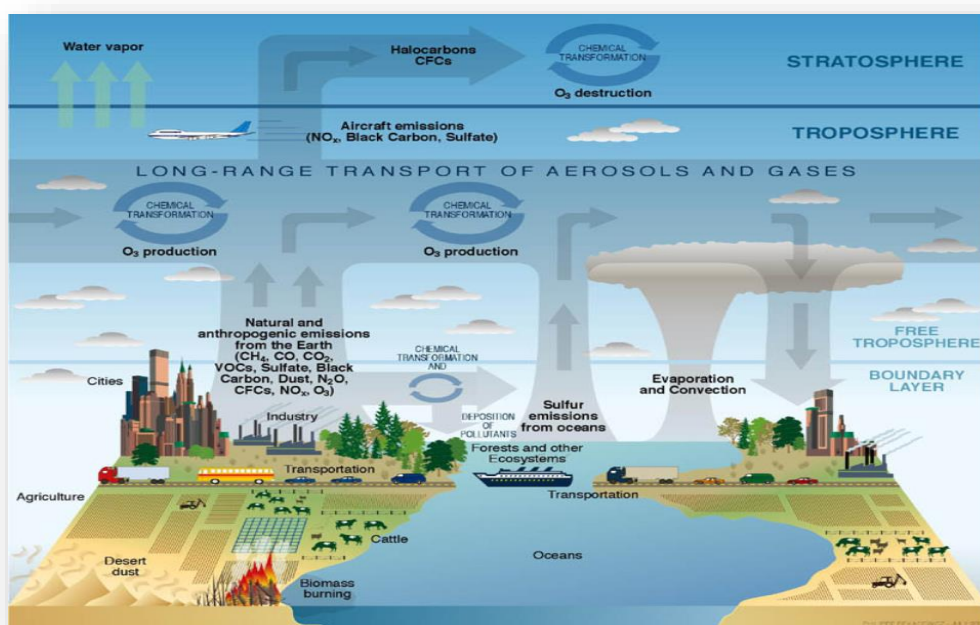 Water vapor
Halocarbons
CFCs
CHEMICAL
TRANSFORMATION
O₃ destruction
STRATOSPHERE
Aircraft emissions
(NOₓ, Black Carbon, Sulfate)
TROPOSPHERE
LONG-RANGE TRANSPORT OF AEROSOLS AND GASES
CHEMICAL
TRANSFORMATION
O₃ production
CHEMICAL
TRANSFORMATION
O₃ production
Natural and
anthropogenic emissions
from the Earth
(CH₄, CO, CO₂,
VOCs, Sulfate, Black
Carbon, Dust, N₂O,
CFCs, NOₓ, O₃)
CHEMICAL
TRANSFORMATION
AND
DEPOSITION
OF
POLLUTANTS
FREE
TROPOSPHERE
BOUNDARY
LAYER
Cities
Industry
Sulfur
emissions
from oceans
Evaporation
and Convection
Forests and other
Ecosystems
Transportation
Transportation
Agriculture
Cattle
Oceans
Desert
dust
Biomass
burning